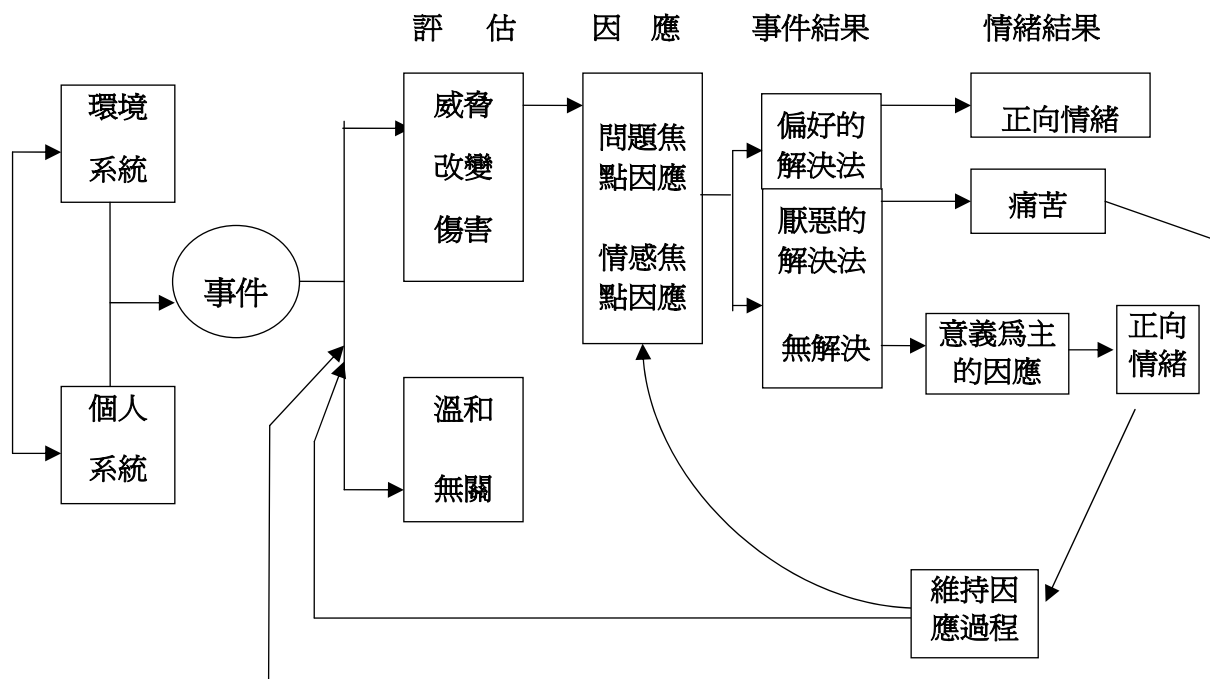 評　估　　因　應　　事件結果　　情緒結果
環境
系統
個人
系統
事件
威脅
改變
傷害
溫和
無關
問題焦
點因應
情感焦
點因應
偏好的
解決法
厭惡的
解決法
無解決
正向情緒
痛苦
意義為主
的因應
正向
情緒
維持因
應過程